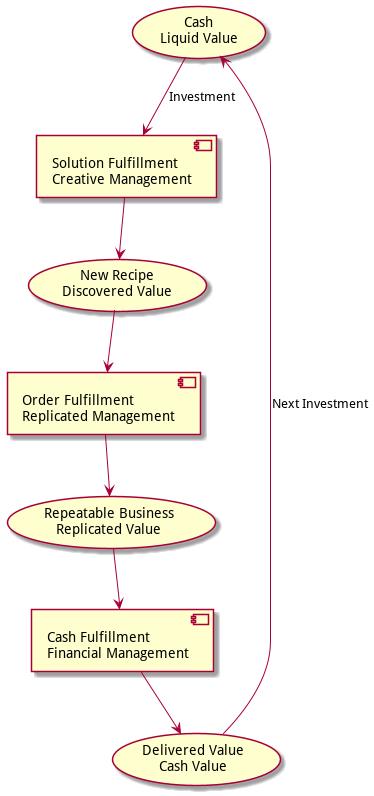 Cash
Liquid Value
Investment
Solution Fulfillment
Creative Management
New Recipe
Discovered Value
Order Fulfillment
Replicated Management
Next Investment
Repeatable Business
Replicated Value
Cash Fulfillment
Financial Management
Delivered Value
Cash Value